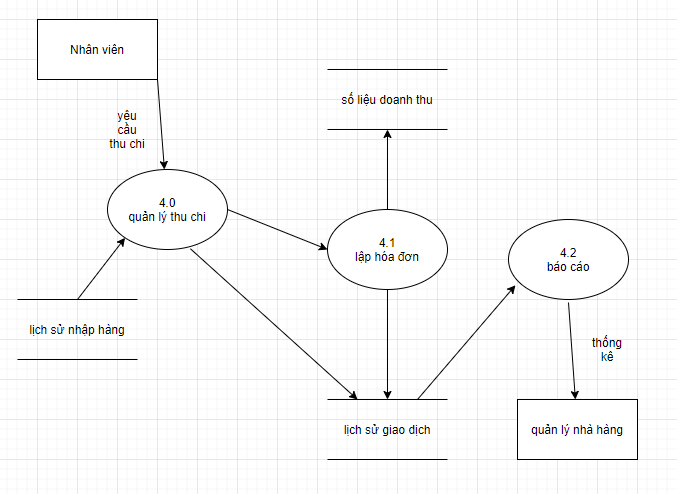 Nhân viên
yêu
cầu
thu chi
số liệu doanh thu
4.0
quản lý thu chi
4.1
lập hóa đơn
4.2
báo cáo
lịch sử nhập hàng
thống
kê
lịch sử giao dịch
quản lý nhà hàng